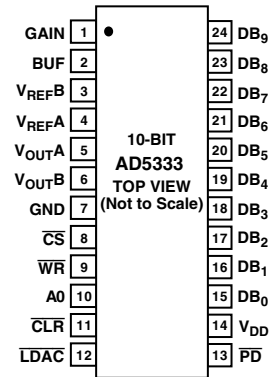 GAIN 1
BUF 2
VREFB 3
VREFA 4
VOUTA 5
VOUTB 6
GND 7
CS 8
WR 9
A0 10
CLR 11
LDAC 12
10-BIT
AD5333
TOP VIEW
(Not to Scale)
24 DB9
23 DB8
22 DB7
21 DB6
20 DB5
19 DB4
18 DB3
17 DB2
16 DB1
15 DB0
14 VDD
13 PD